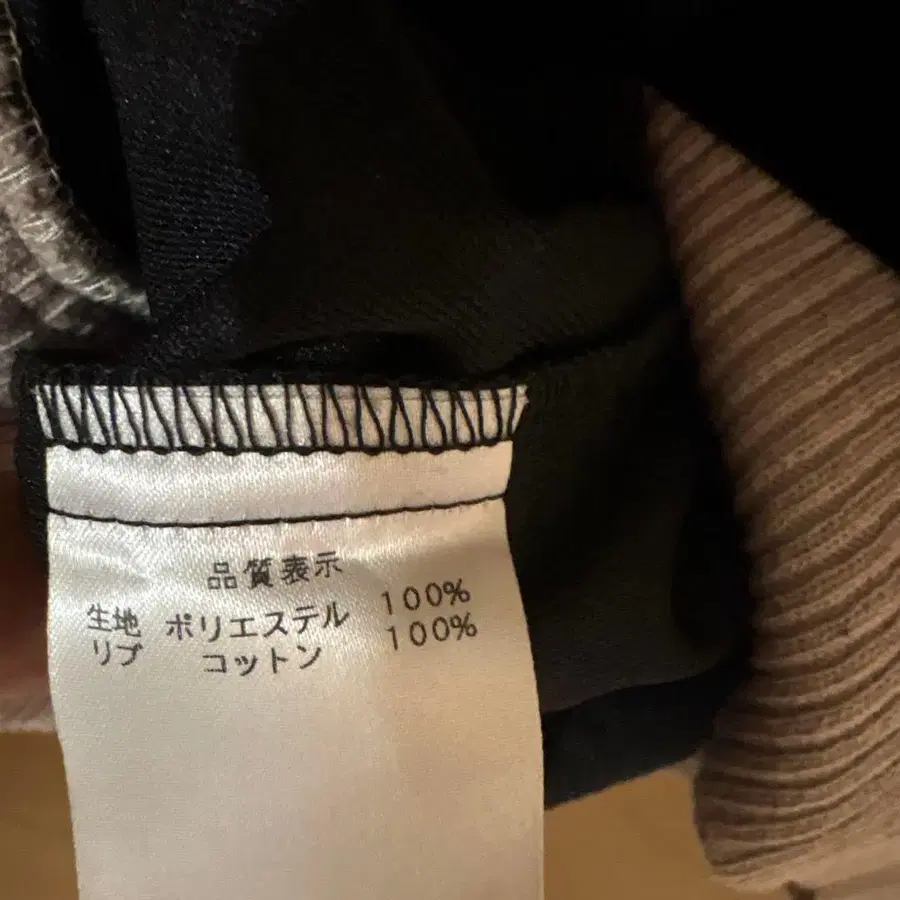 品質表示
生地 ポリエステル 100%
リブ コットン 100%